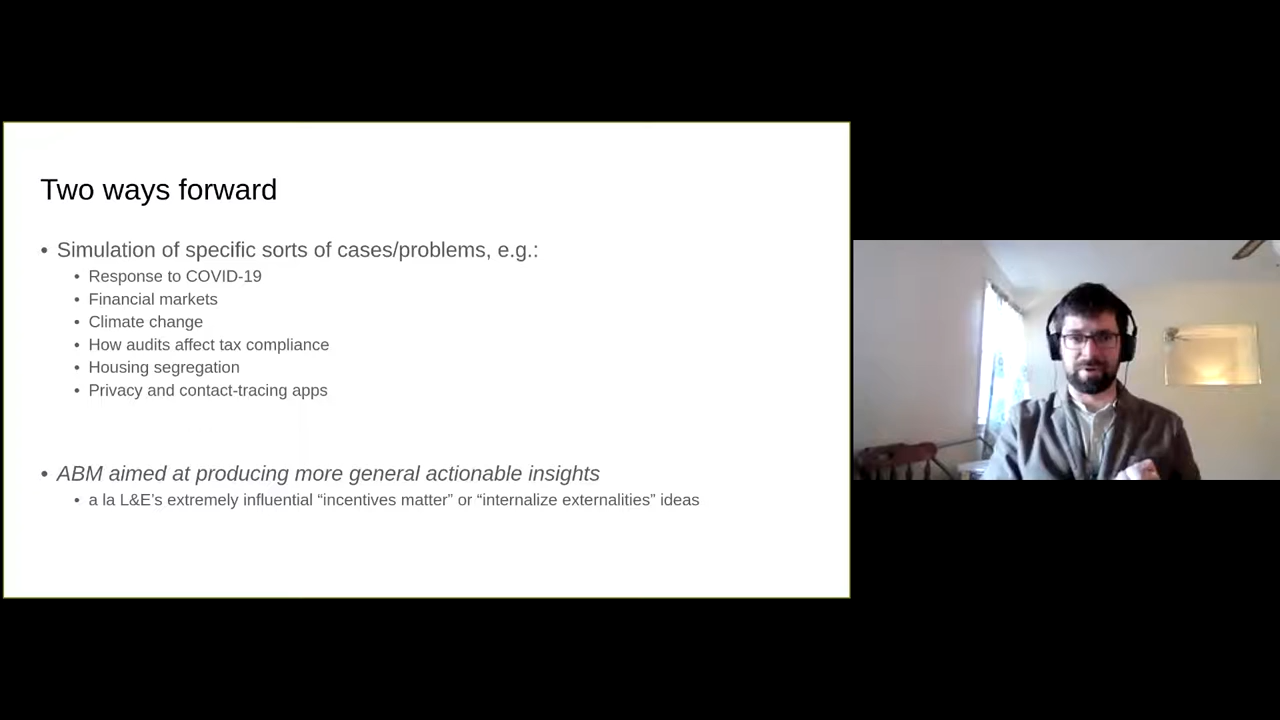 Two ways forward
• Simulation of specific sorts of cases/problems, e.g.:
• Response to COVID-19
• Financial markets
• Climate change
• How audits affect tax compliance
• Housing segregation
• Privacy and contact-tracing apps
• ABM aimed at producing more general actionable insights
• a la L&E’s extremely influential “incentives matter” or “internalize externalities” ideas